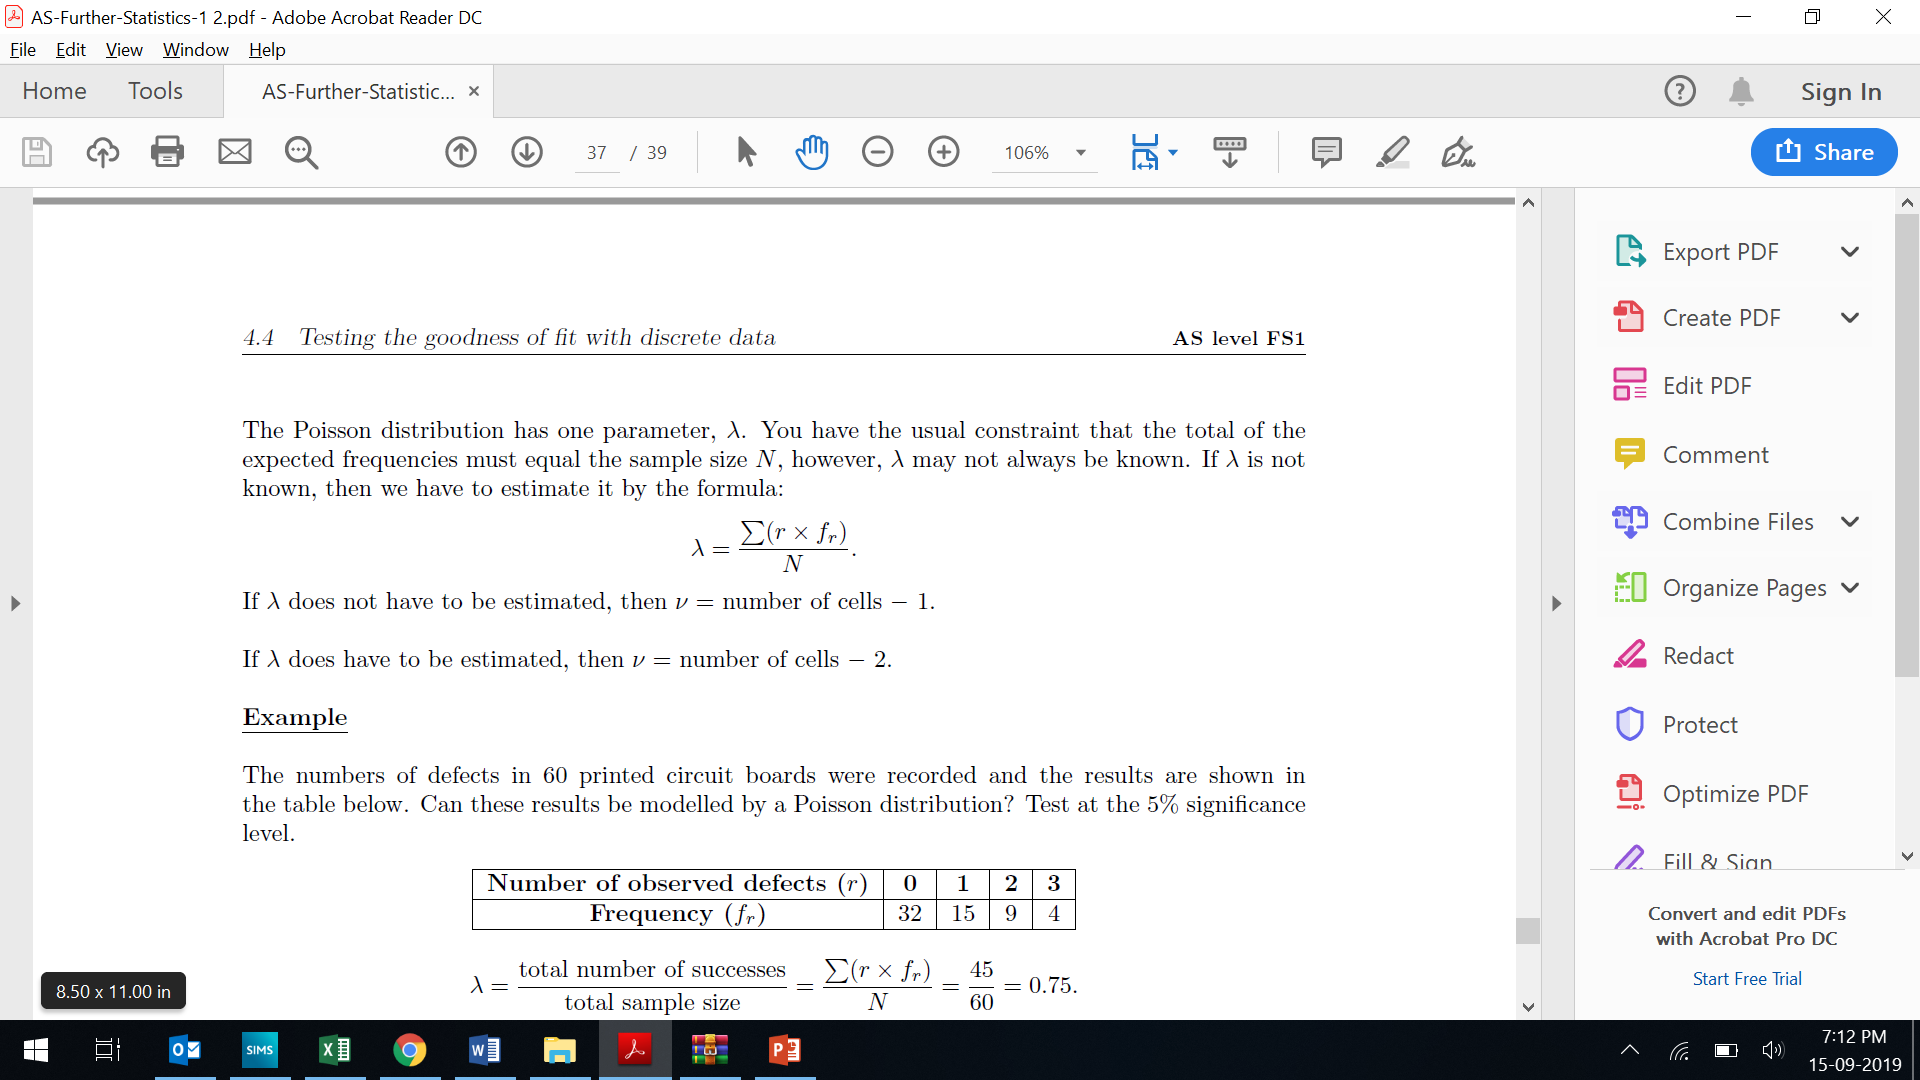 AS-Further-Statistics-1 2.pdf - Adobe Acrobat Reader DC
File Edit View Window Help
Home Tools AS-Further-Statistic... × Sign In
37 / 39 106% Share
4.4 Testing the goodness of fit with discrete data AS level FS1
The Poisson distribution has one parameter, λ. You have the usual constraint that the total of the
expected frequencies must equal the sample size N, however, λ may not always be known. If λ is not
known, then we have to estimate it by the formula:
λ = ∑(r × f_r) / N.
If λ does not have to be estimated, then ν = number of cells − 1.
If λ does have to be estimated, then ν = number of cells − 2.
Example
The numbers of defects in 60 printed circuit boards were recorded and the results are shown in
the table below. Can these results be modelled by a Poisson distribution? Test at the 5% significance
level.
Number of observed defects (r) 0 1 2 3
Frequency (f_r) 32 15 9 4
λ = total number of successes / total sample size = ∑(r × f_r) / N = 45 / 60 = 0.75.
8.50 x 11.00 in
Export PDF
Create PDF
Edit PDF
Comment
Combine Files
Organize Pages
Redact
Protect
Optimize PDF
Fill & Sign
Convert and edit PDFs
with Acrobat Pro DC
Start Free Trial
SIMS
7:12 PM
15-09-2019